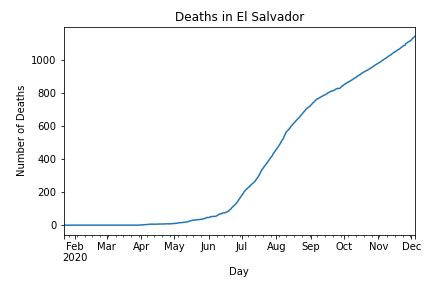 Deaths in El Salvador
Number of Deaths
1000
800
600
400
200
0
Feb Mar Apr May Jun Jul Aug Sep Oct Nov Dec
2020
Day